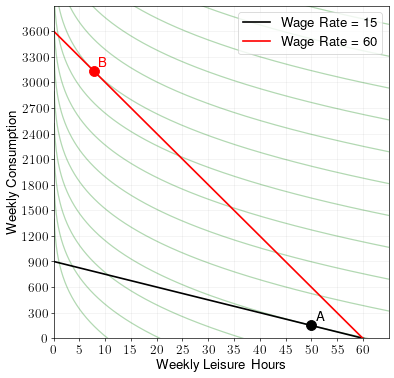 Wage Rate = 15
Wage Rate = 60
B
A
Weekly Consumption
3600
3300
3000
2700
2400
2100
1800
1500
1200
900
600
300
0
0 5 10 15 20 25 30 35 40 45 50 55 60
Weekly Leisure Hours